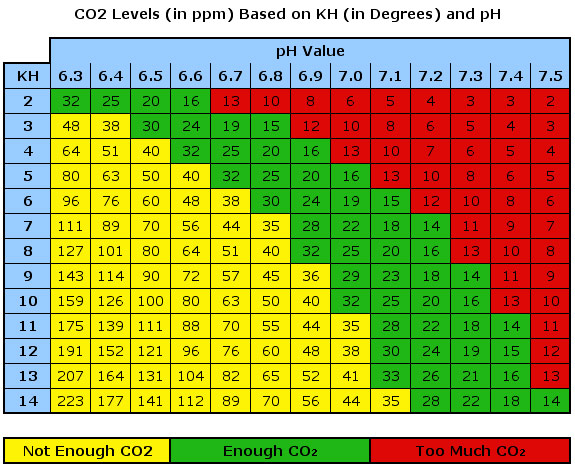 CO2 Levels (in ppm) Based on KH (in Degrees) and pH
pH Value
KH 6.3 6.4 6.5 6.6 6.7 6.8 6.9 7.0 7.1 7.2 7.3 7.4 7.5
2 32 25 20 16 13 10 8 6 5 4 3 3 2
3 48 38 30 24 19 15 12 10 8 6 5 4 3
4 64 51 40 32 25 20 16 13 10 7 6 5 4
5 80 63 50 40 32 25 20 16 13 10 8 6 5
6 96 76 60 48 38 30 24 19 15 12 10 8 6
7 111 89 70 56 44 35 28 22 18 14 11 9 7
8 127 101 80 64 51 40 32 25 20 16 13 10 8
9 143 114 90 72 57 45 36 29 23 18 14 11 9
10 159 126 100 80 63 50 40 32 25 20 16 13 10
11 175 139 111 88 70 55 44 35 28 22 18 14 11
12 191 152 121 96 76 60 48 38 30 24 19 15 12
13 207 164 131 104 82 65 52 41 33 26 21 16 13
14 223 177 141 112 89 70 56 44 35 28 22 18 14
Not Enough CO2 Enough CO₂ Too Much CO₂